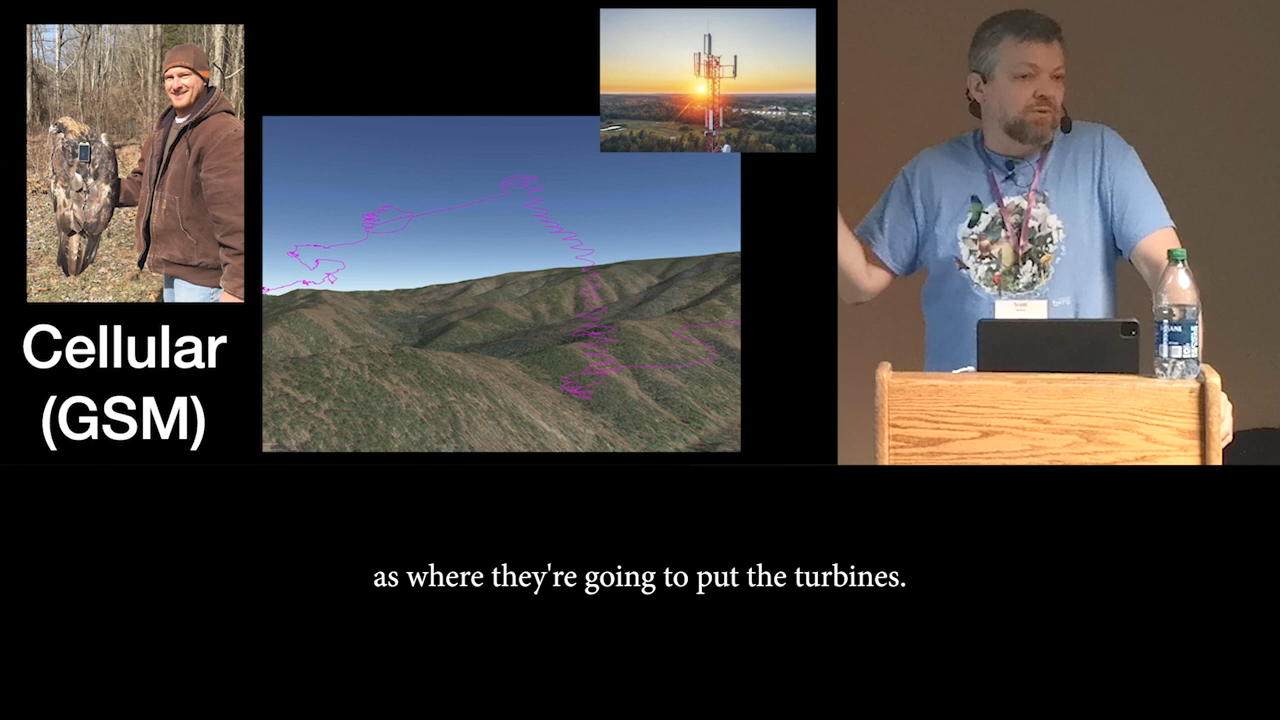 Cellular
(GSM)
as where they're going to put the turbines.